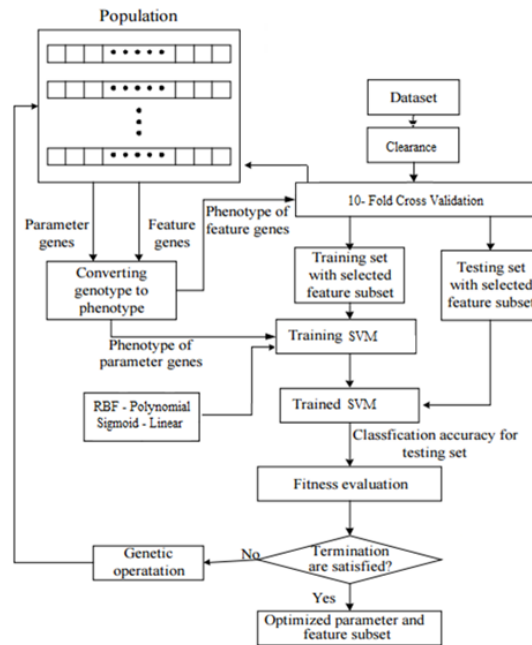 Population
Dataset
Clearance
10- Fold Cross Validation
Parameter
genes
Feature
genes
Phenotype of
feature genes
Converting
genotype to
phenotype
Training set
with selected
feature subset
Testing set
with selected
feature subset
Phenotype of
parameter genes
Training SVM
RBF - Polynomial
Sigmoid - Linear
Trained SVM
Classfication accuracy for
testing set
Fitness evaluation
Genetic
operatation
No
Termination
are satisfied?
Yes
Optimized parameter and
feature subset